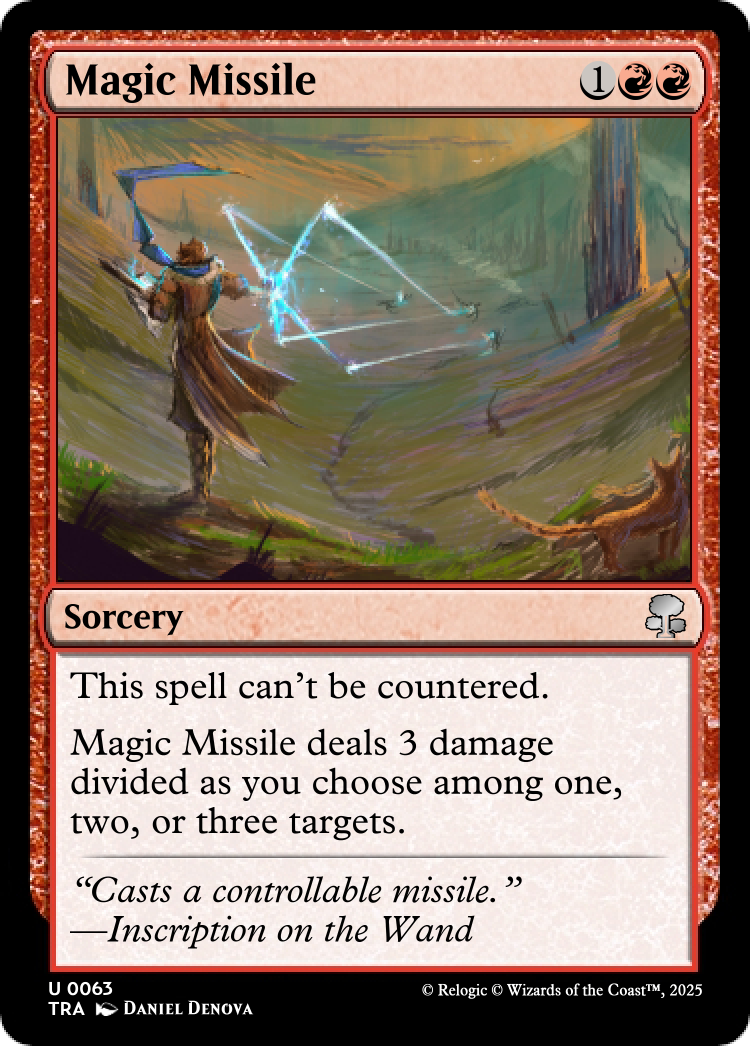 Magic Missile 1
Sorcery
This spell can’t be countered.
Magic Missile deals 3 damage
divided as you choose among one,
two, or three targets.
“Casts a controllable missile.”
—Inscription on the Wand
U 0063
TRA Daniel Denova
© Relogic © Wizards of the Coast™, 2025